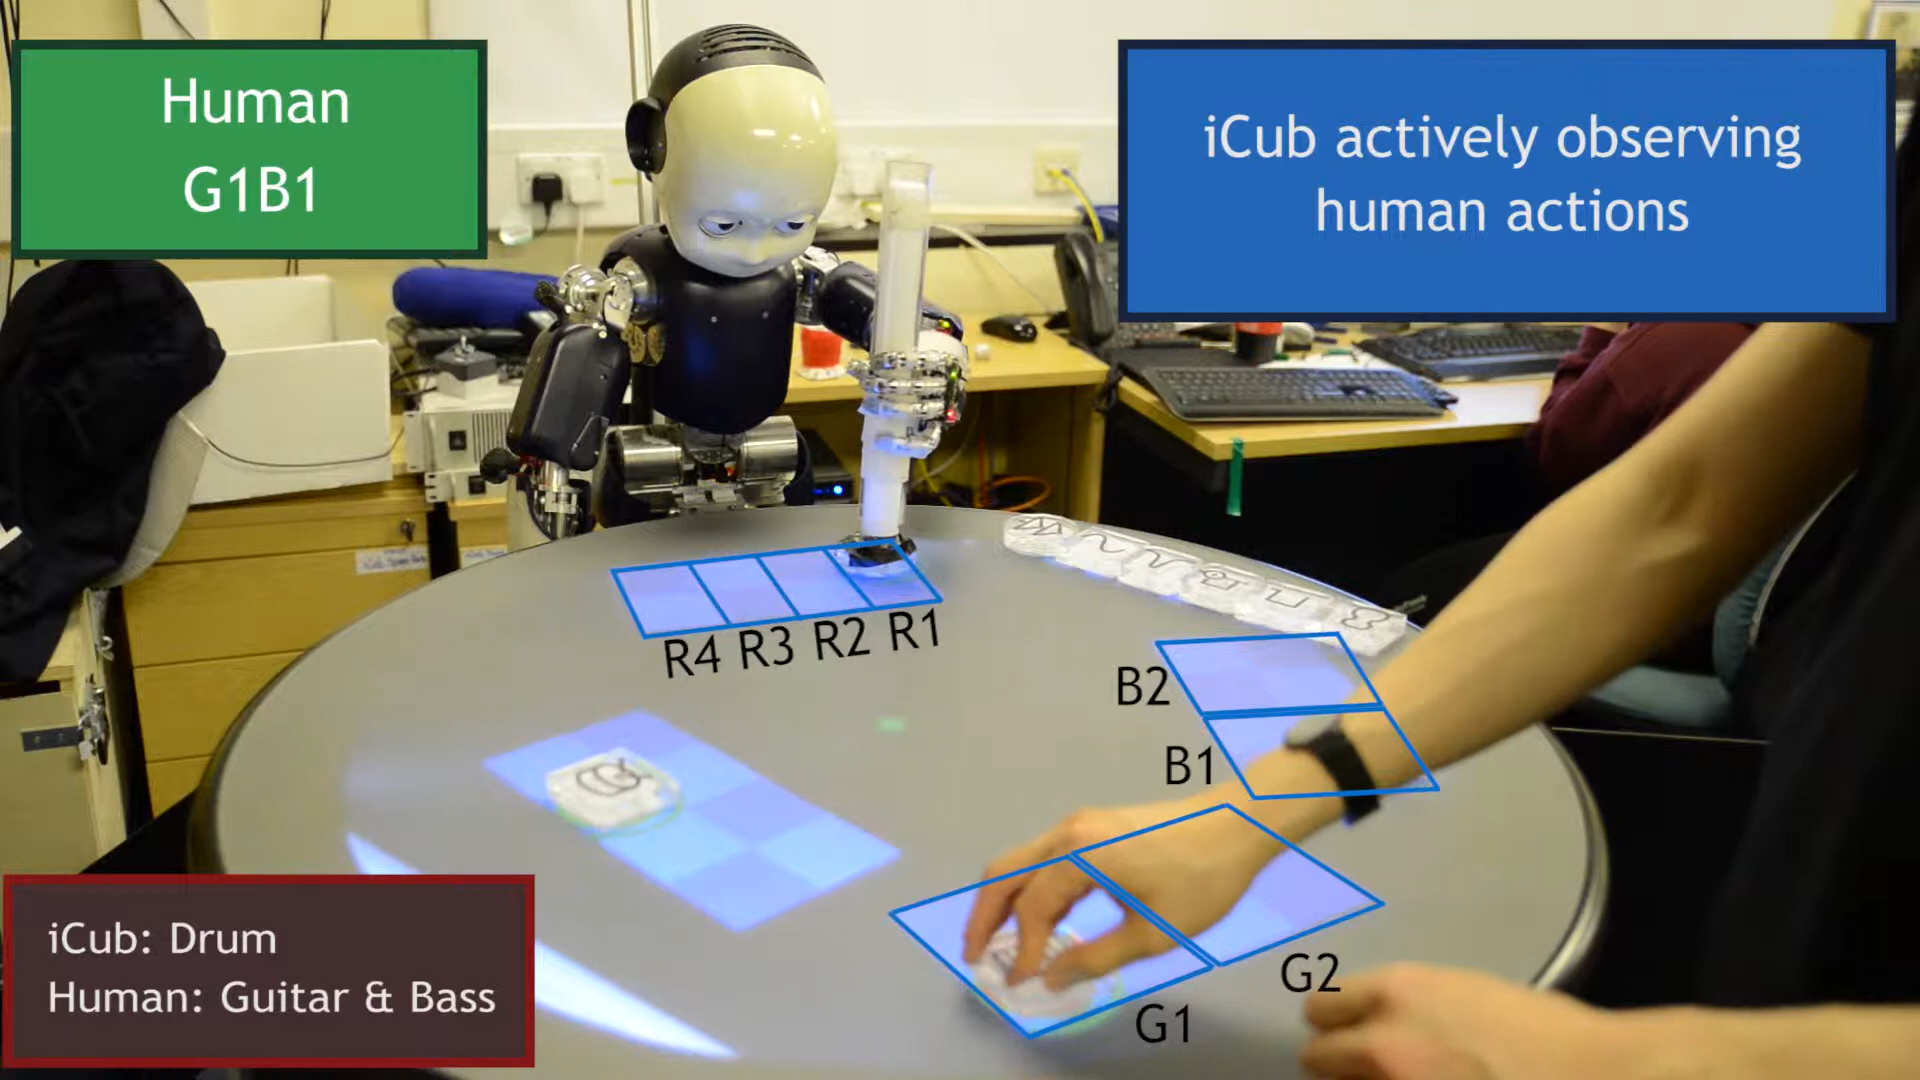 Human
G1B1
iCub actively observing
human actions
R4 R3 R2 R1
B2
B1
G2
G1
iCub: Drum
Human: Guitar & Bass